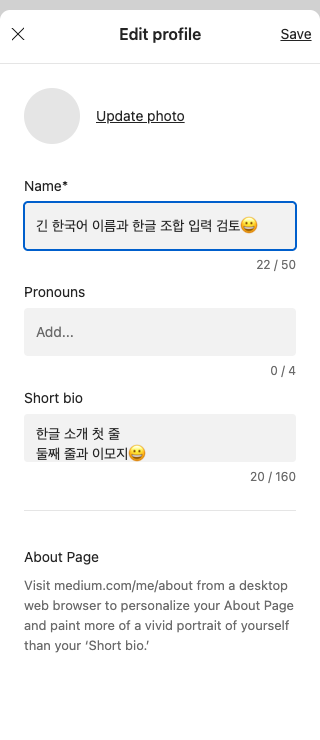 Edit profile
Save
Update photo
Name*
긴 한국어 이름과 한글 조합 입력 검토😀
22 / 50
Pronouns
Add...
0 / 4
Short bio
한글 소개 첫 줄
둘째 줄과 이모지😀
20 / 160
About Page
Visit medium.com/me/about from a desktop
web browser to personalize your About Page
and paint more of a vivid portrait of yourself
than your ‘Short bio.’